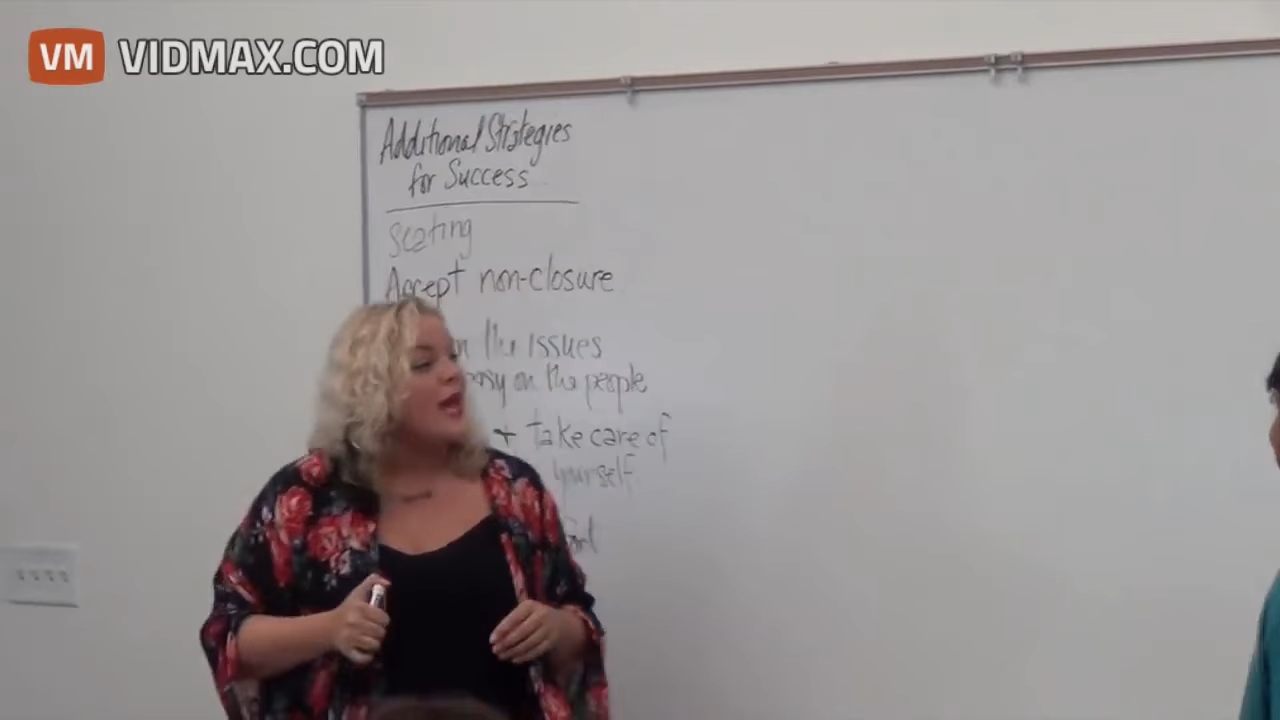 VM VIDMAX.COM
Additional Strategies
for Success
Seating
Accept non-closure
the issues
on the people
+ take care of
yourself